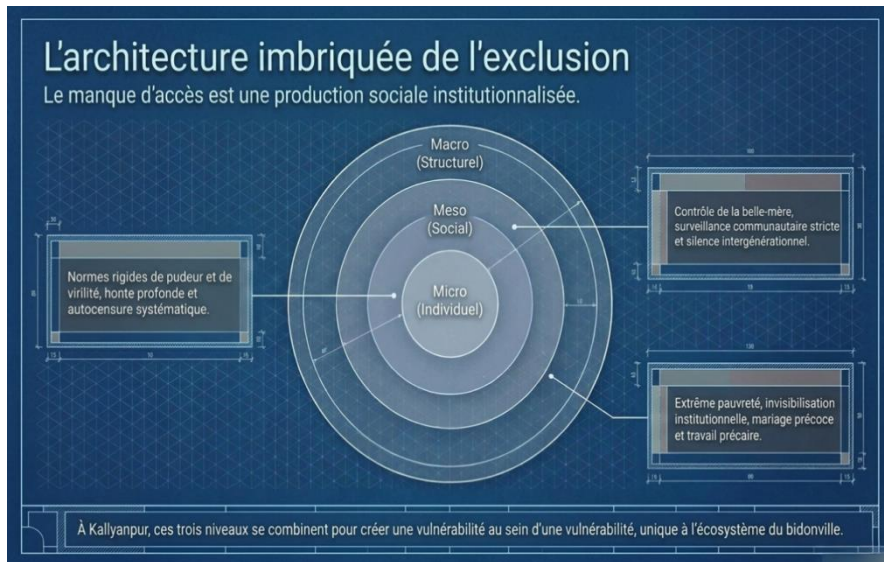 L'architecture imbriquée de l'exclusion
Le manque d'accès est une production sociale institutionnalisée.
Macro
(Structurel)
Meso
(Social)
Micro
(Individuel)
Normes rigides de pudeur et de
virilité, honte profonde et
autocensure systématique.
Contrôle de la belle-mère,
surveillance communautaire stricte
et silence intergénérationnel.
Extrême pauvreté, invisibilisation
institutionnelle, mariage précoce
et travail précaire.
À Kallyanpur, ces trois niveaux se combinent pour créer une vulnérabilité au sein d'une vulnérabilité, unique à l'écosystème du bidonville.